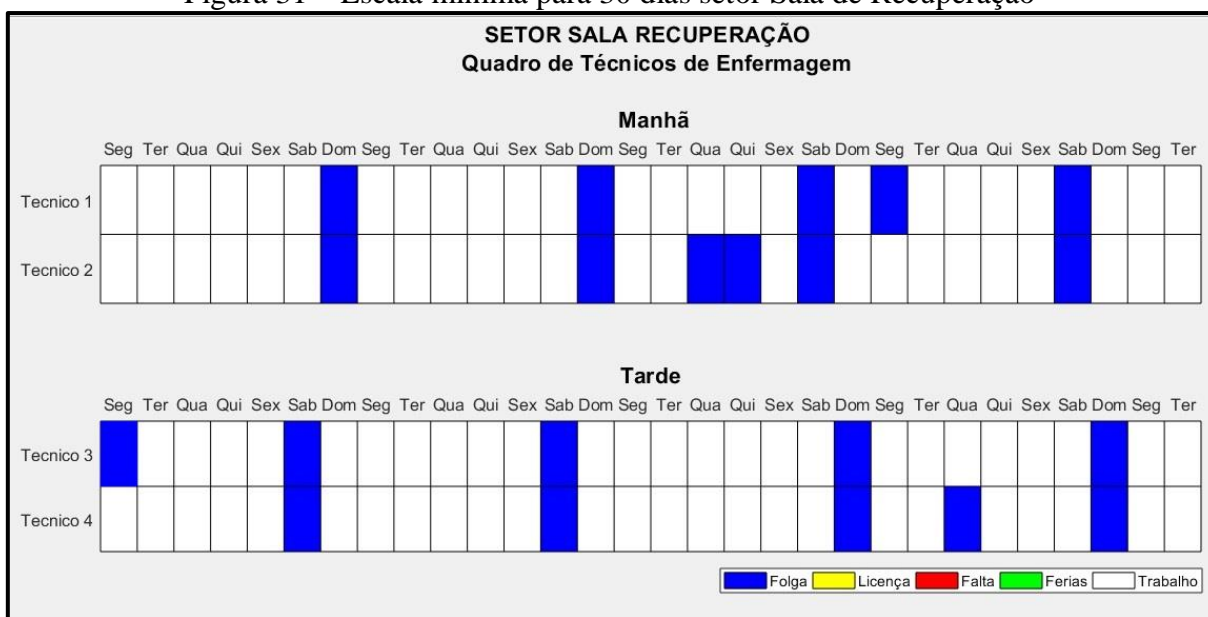 Figura 31 – Escala mínima para 30 dias setor Sala de Recuperação
SETOR SALA RECUPERAÇÃO
Quadro de Técnicos de Enfermagem
Manhã
Seg Ter Qua Qui Sex Sab Dom Seg Ter Qua Qui Sex Sab Dom Seg Ter Qua Qui Sex Sab Dom Seg Ter Qua Qui Sex Sab Dom Seg Ter
Tecnico 1
Tecnico 2
Tarde
Seg Ter Qua Qui Sex Sab Dom Seg Ter Qua Qui Sex Sab Dom Seg Ter Qua Qui Sex Sab Dom Seg Ter Qua Qui Sex Sab Dom Seg Ter
Tecnico 3
Tecnico 4
Folga Licença Falta Ferias Trabalho